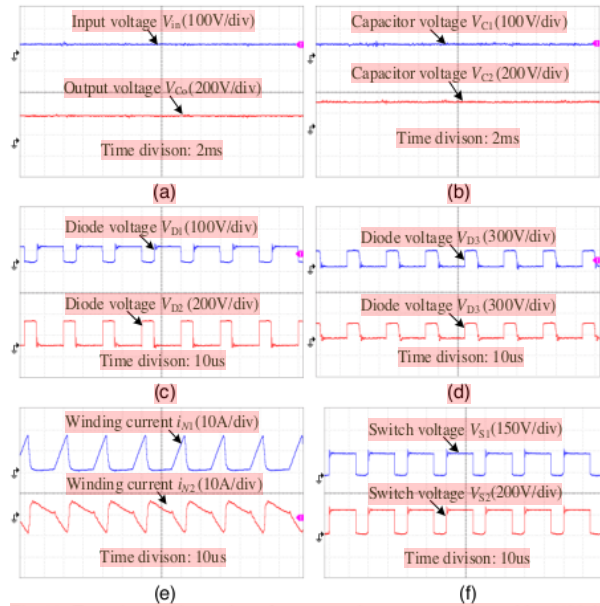 Input voltage Vin(100V/div)
Output voltage VCo(200V/div)
Time divison: 2ms
(a)
Capacitor voltage VC1(100V/div)
Capacitor voltage VC2(200V/div)
Time divison: 2ms
(b)
Diode voltage VD1(100V/div)
Diode voltage VD2(200V/div)
Time divison: 10us
(c)
Diode voltage VD3(300V/div)
Diode voltage VD3(300V/div)
Time divison: 10us
(d)
Winding current iN1(10A/div)
Winding current iN2(10A/div)
Time divison: 10us
(e)
Switch voltage VS1(150V/div)
Switch voltage VS2(200V/div)
Time divison: 10us
(f)